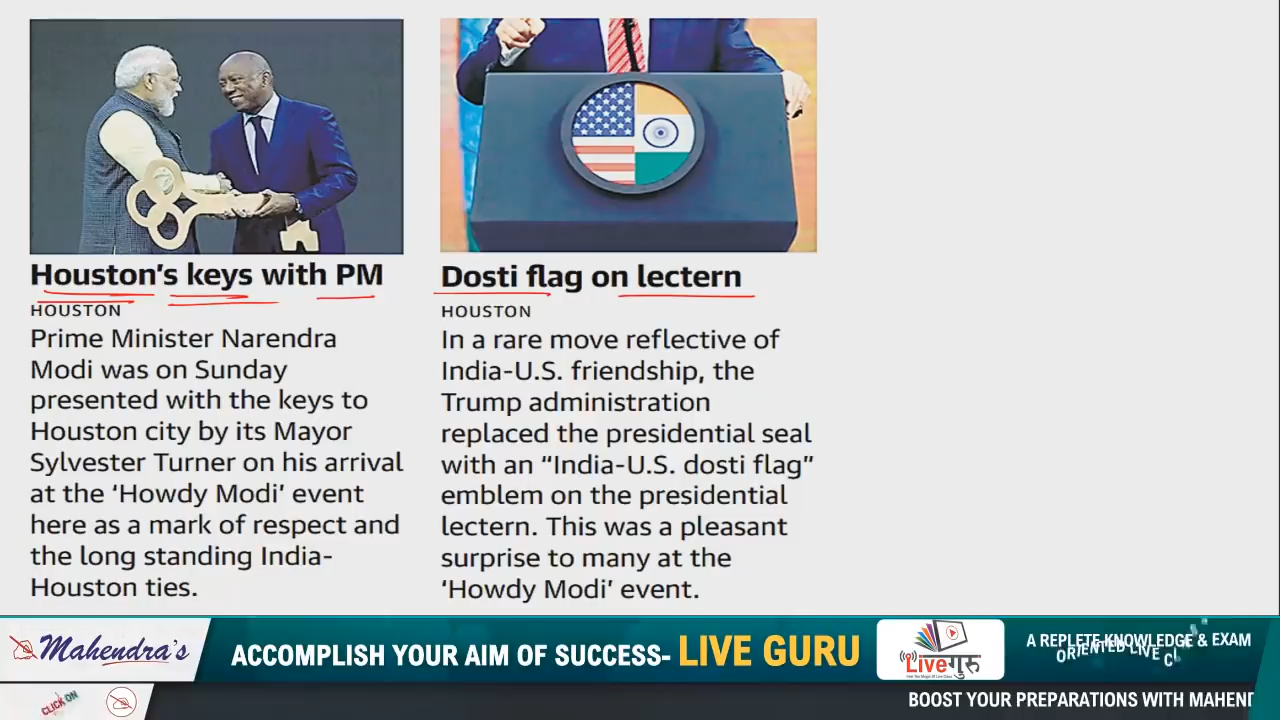 Houston's keys with PM
HOUSTON
Prime Minister Narendra
Modi was on Sunday
presented with the keys to
Houston city by its Mayor
Sylvester Turner on his arrival
at the ‘Howdy Modi’ event
here as a mark of respect and
the long standing India-
Houston ties.
Dosti flag on lectern
HOUSTON
In a rare move reflective of
India-U.S. friendship, the
Trump administration
replaced the presidential seal
with an “India-U.S. dosti flag”
emblem on the presidential
lectern. This was a pleasant
surprise to many at the
‘Howdy Modi’ event.
Mahendra's
ACCOMPLISH YOUR AIM OF SUCCESS- LIVE GURU
Liveगुरु
A REPLETE KNOWLEDGE & EXAM
ORIENTED LIVE
CLICK ON
BOOST YOUR PREPARATIONS WITH